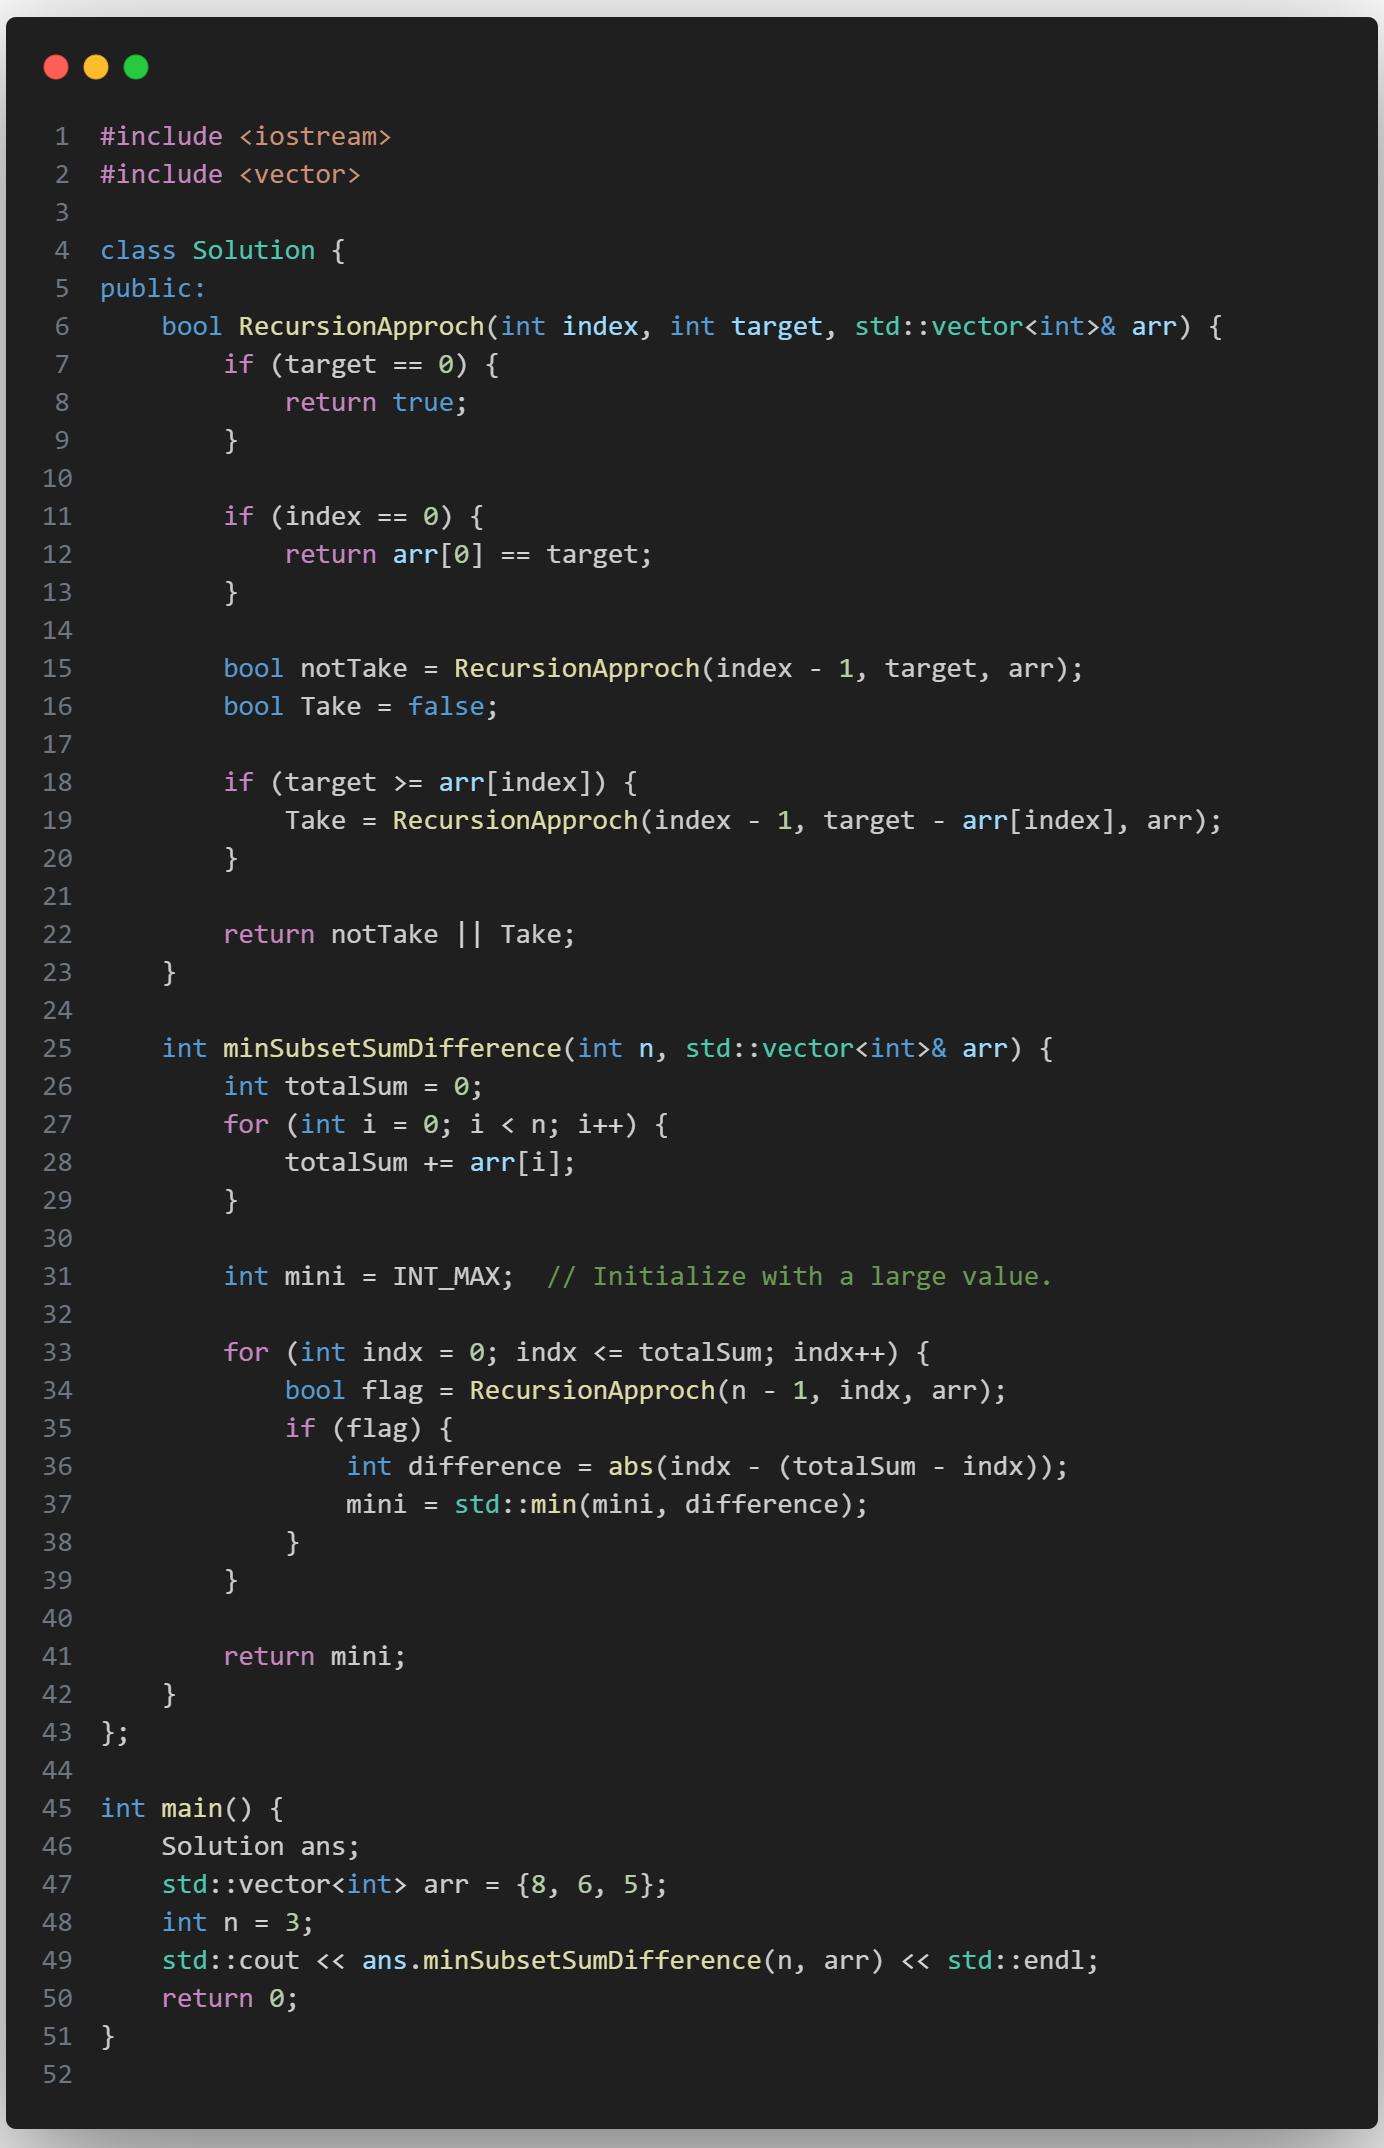 1 #include <iostream>
2 #include <vector>
3
4 class Solution {
5 public:
6     bool RecursionApproch(int index, int target, std::vector<int>& arr) {
7         if (target == 0) {
8             return true;
9         }
10
11         if (index == 0) {
12             return arr[0] == target;
13         }
14
15         bool notTake = RecursionApproch(index - 1, target, arr);
16         bool Take = false;
17
18         if (target >= arr[index]) {
19             Take = RecursionApproch(index - 1, target - arr[index], arr);
20         }
21
22         return notTake || Take;
23     }
24
25     int minSubsetSumDifference(int n, std::vector<int>& arr) {
26         int totalSum = 0;
27         for (int i = 0; i < n; i++) {
28             totalSum += arr[i];
29         }
30
31         int mini = INT_MAX;  // Initialize with a large value.
32
33         for (int indx = 0; indx <= totalSum; indx++) {
34             bool flag = RecursionApproch(n - 1, indx, arr);
35             if (flag) {
36                 int difference = abs(indx - (totalSum - indx));
37                 mini = std::min(mini, difference);
38             }
39         }
40
41         return mini;
42     }
43 };
44
45 int main() {
46     Solution ans;
47     std::vector<int> arr = {8, 6, 5};
48     int n = 3;
49     std::cout << ans.minSubsetSumDifference(n, arr) << std::endl;
50     return 0;
51 }
52